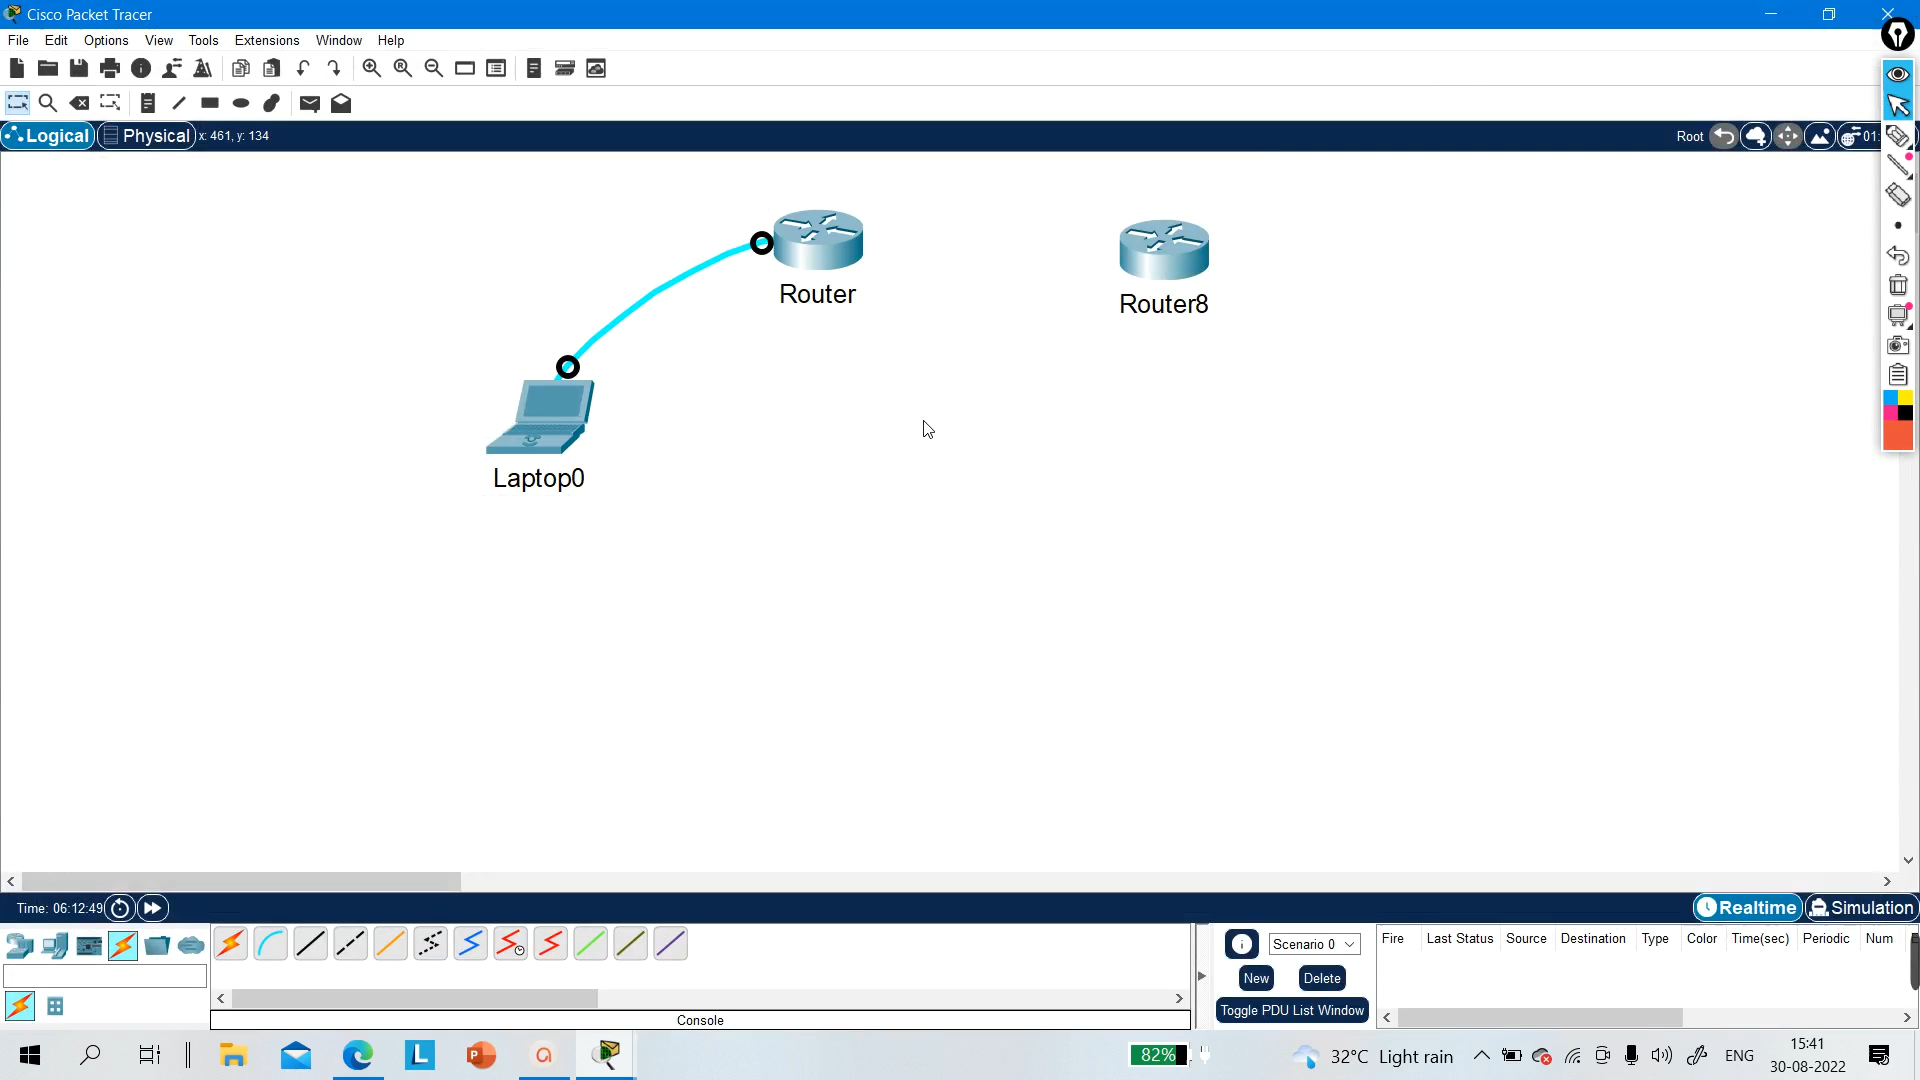 Cisco Packet Tracer
File Edit Options View Tools Extensions Window Help
Logical Physical x: 461, y: 134 Root 01:
Router
Router8
Laptop0
Time: 06:12:49 Realtime Simulation
Scenario 0 Fire Last Status Source Destination Type Color Time(sec) Periodic Num
New Delete
Toggle PDU List Window
Console
82% 32°C Light rain ENG 15:41
30-08-2022